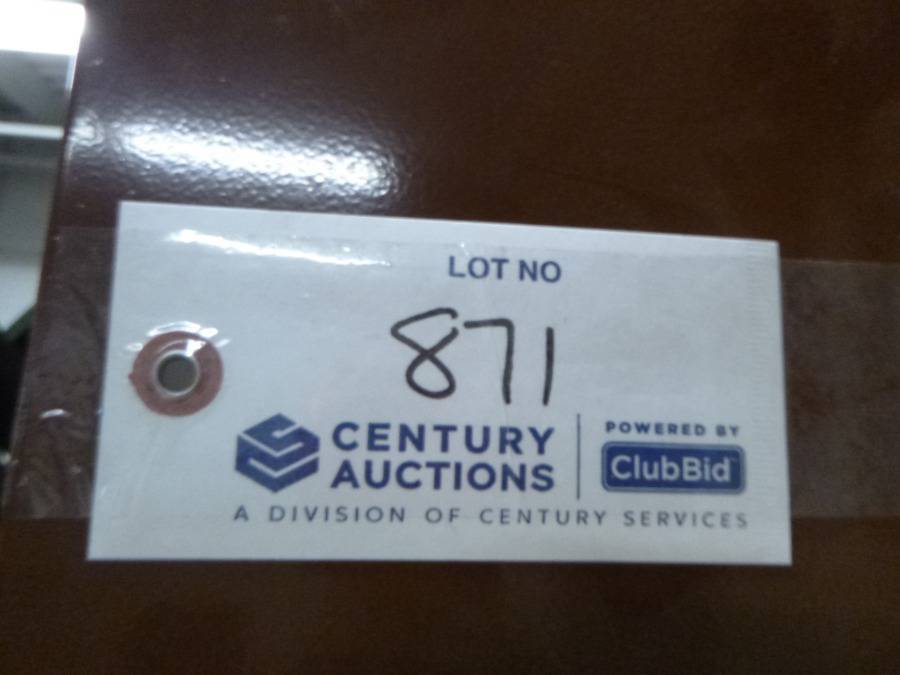 LOT NO
871
CENTURY AUCTIONS
POWERED BY
ClubBid
A DIVISION OF CENTURY SERVICES